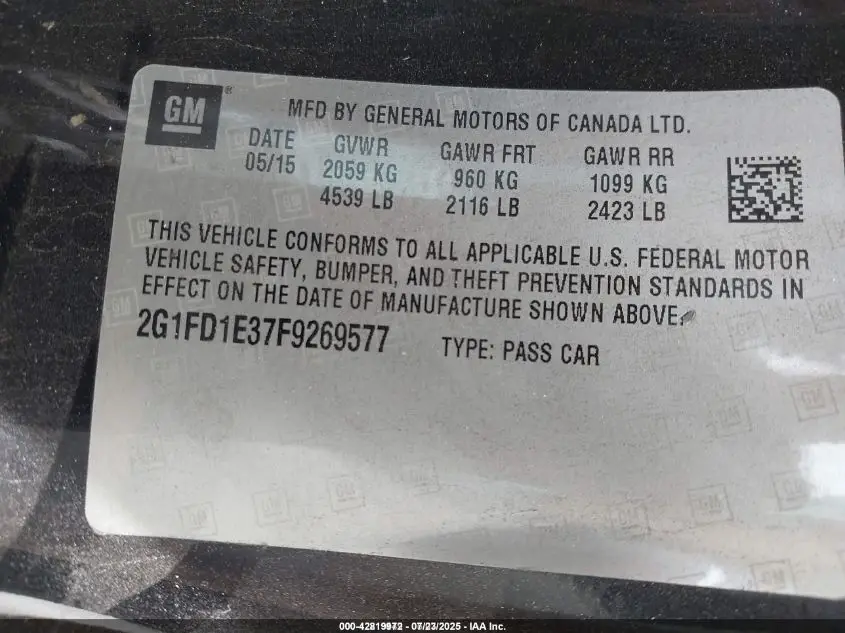 GM®
MFD BY GENERAL MOTORS OF CANADA LTD.
DATE GVWR GAWR FRT GAWR RR
05/15 2059 KG 960 KG 1099 KG
4539 LB 2116 LB 2423 LB
THIS VEHICLE CONFORMS TO ALL APPLICABLE U.S. FEDERAL MOTOR
VEHICLE SAFETY, BUMPER, AND THEFT PREVENTION STANDARDS IN
EFFECT ON THE DATE OF MANUFACTURE SHOWN ABOVE.
2G1FD1E37F9269577 TYPE: PASS CAR
07/23/2025 - IAA Inc.